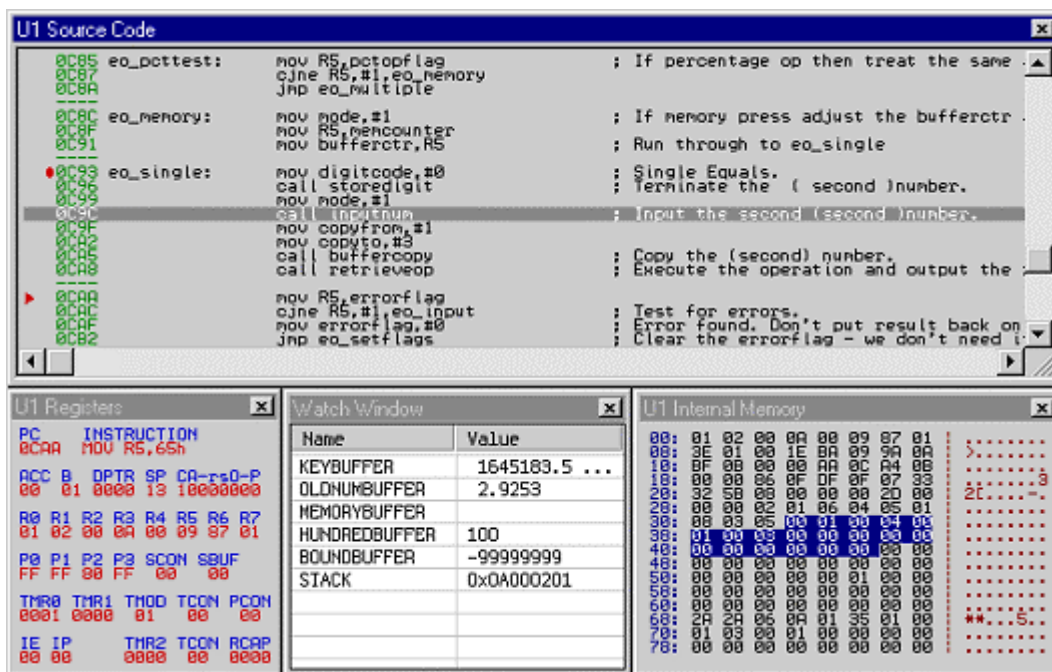 U1 Source Code
0C85 eo_pcttest: mov R5,pctopflag ; If percentage op then treat the same
0C87 cjne R5,#1,eo_memory
0C8A jmp eo_multiple
----
0C8C eo_memory: mov mode,#1 ; If memory press adjust the bufferctr
0C8F mov R5,memcounter
0C91 mov bufferctr,R5 ; Run through to eo_single
----
0C93 eo_single: mov digitcode,#0 ; Single Equals.
0C96 call storedigit ; Terminate the ( second )number.
0C99 mov mode,#1
0C9C call inputnum ; Input the second (second )number.
0C9F mov copyfrom,#1
0CA2 mov copyto,#3
0CA5 call buffercopy ; Copy the (second) number.
0CA8 call retrieveop ; Execute the operation and output the
----
0CAA mov R5,errorflag
0CAC cjne R5,#1,eo_input ; Test for errors.
0CAF mov errorflag,#0 ; Error found. Don't put result back on
0CB2 jmp eo_setflags ; Clear the errorflag - we don't need i
U1 Registers
PC INSTRUCTION
0CAA MOV R5,65h
ACC B DPTR SP CA-rs0-P
00 01 0000 13 10000000
R0 R1 R2 R3 R4 R5 R6 R7
01 02 00 0A 00 09 87 01
P0 P1 P2 P3 SCON SBUF
FF FF 80 FF 00 00
TMR0 TMR1 TMOD TCON PCON
0001 0000 01 00 00
IE IP TMR2 TCON RCAP
00 00 0000 00 0000
Watch Window
Name Value
KEYBUFFER 1645183.5 ...
OLDNUMBUFFER 2.9253
MEMORYBUFFER
HUNDREDBUFFER 100
BOUNDBUFFER -99999999
STACK 0x0A000201
U1 Internal Memory
00: 01 02 00 0A 00 09 87 01 ........
08: 3E 01 00 1E BA 09 9A 0A >.......
10: BF 0B 00 00 AA 0C A4 0B ........
18: 00 00 86 0F DF 0F 07 33 .......3
20: 32 5B 08 00 00 00 2D 00 2[....-.
28: 00 00 02 01 06 04 05 01 ........
30: 08 03 05 00 01 00 04 00 ........
38: 01 00 03 00 00 00 00 00 ........
40: 00 00 00 00 00 00 00 00 ........
48: 00 00 00 00 00 00 00 00 ........
50: 00 00 00 00 00 01 00 00 ........
58: 00 00 00 00 00 00 00 00 ........
60: 00 00 00 00 00 00 00 00 ........
68: 2A 2A 06 0A 01 35 01 00 **...5..
70: 01 03 00 01 00 00 00 00 ........
78: 00 00 00 00 00 00 00 00 ........